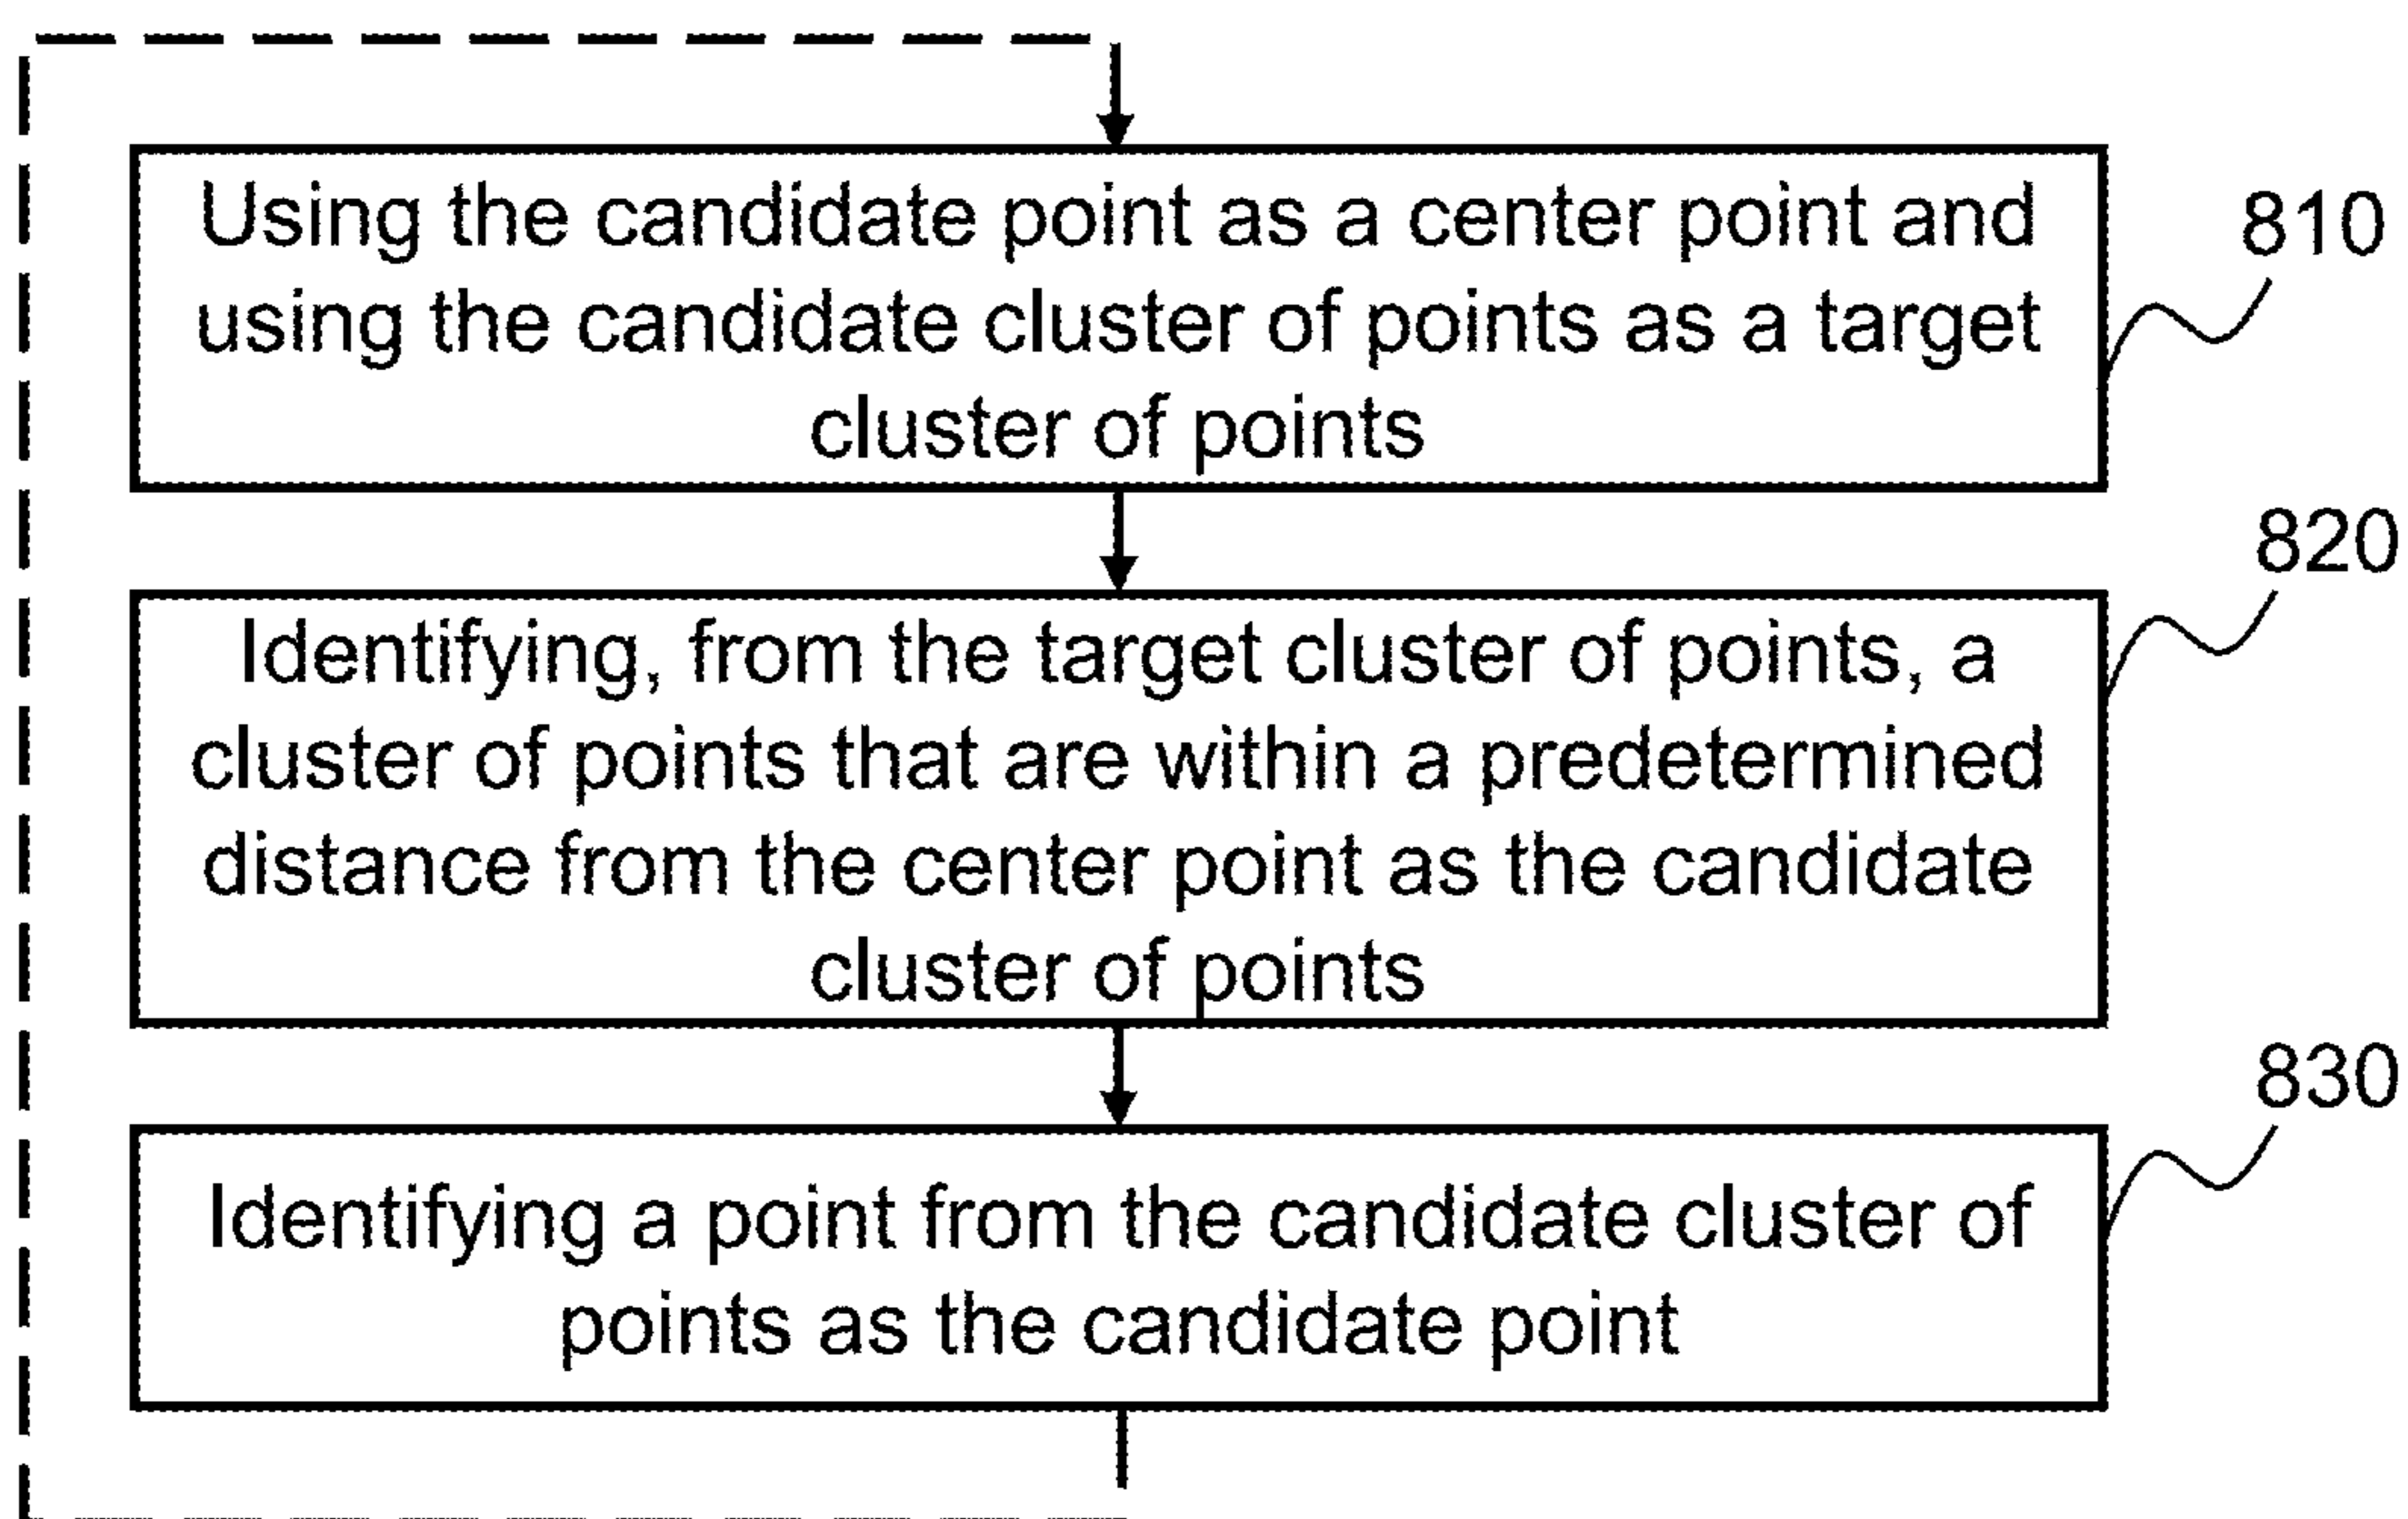 Using the candidate point as a center point and
using the candidate cluster of points as a target
cluster of points
810
Identifying, from the target cluster of points, a
cluster of points that are within a predetermined
distance from the center point as the candidate
cluster of points
820
Identifying a point from the candidate cluster of
points as the candidate point
830